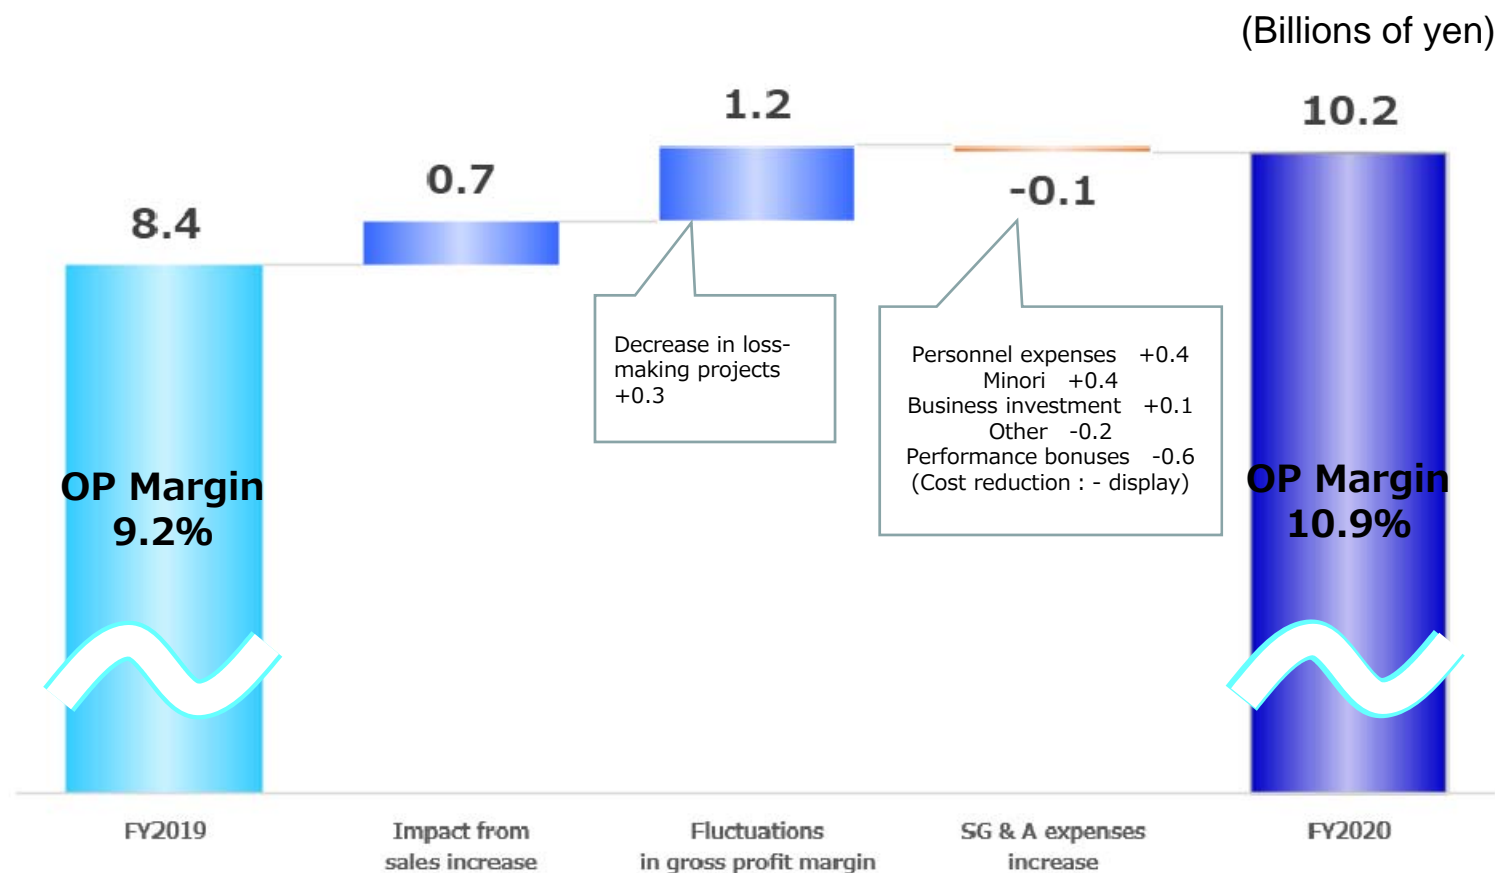 (Billions of yen)
8.4
0.7
1.2
-0.1
10.2
Decrease in loss-
making projects
+0.3
Personnel expenses +0.4
Minori +0.4
Business investment +0.1
Other -0.2
Performance bonuses -0.6
(Cost reduction : - display)
OP Margin
9.2%
OP Margin
10.9%
FY2019
Impact from
sales increase
Fluctuations
in gross profit margin
SG & A expenses
increase
FY2020